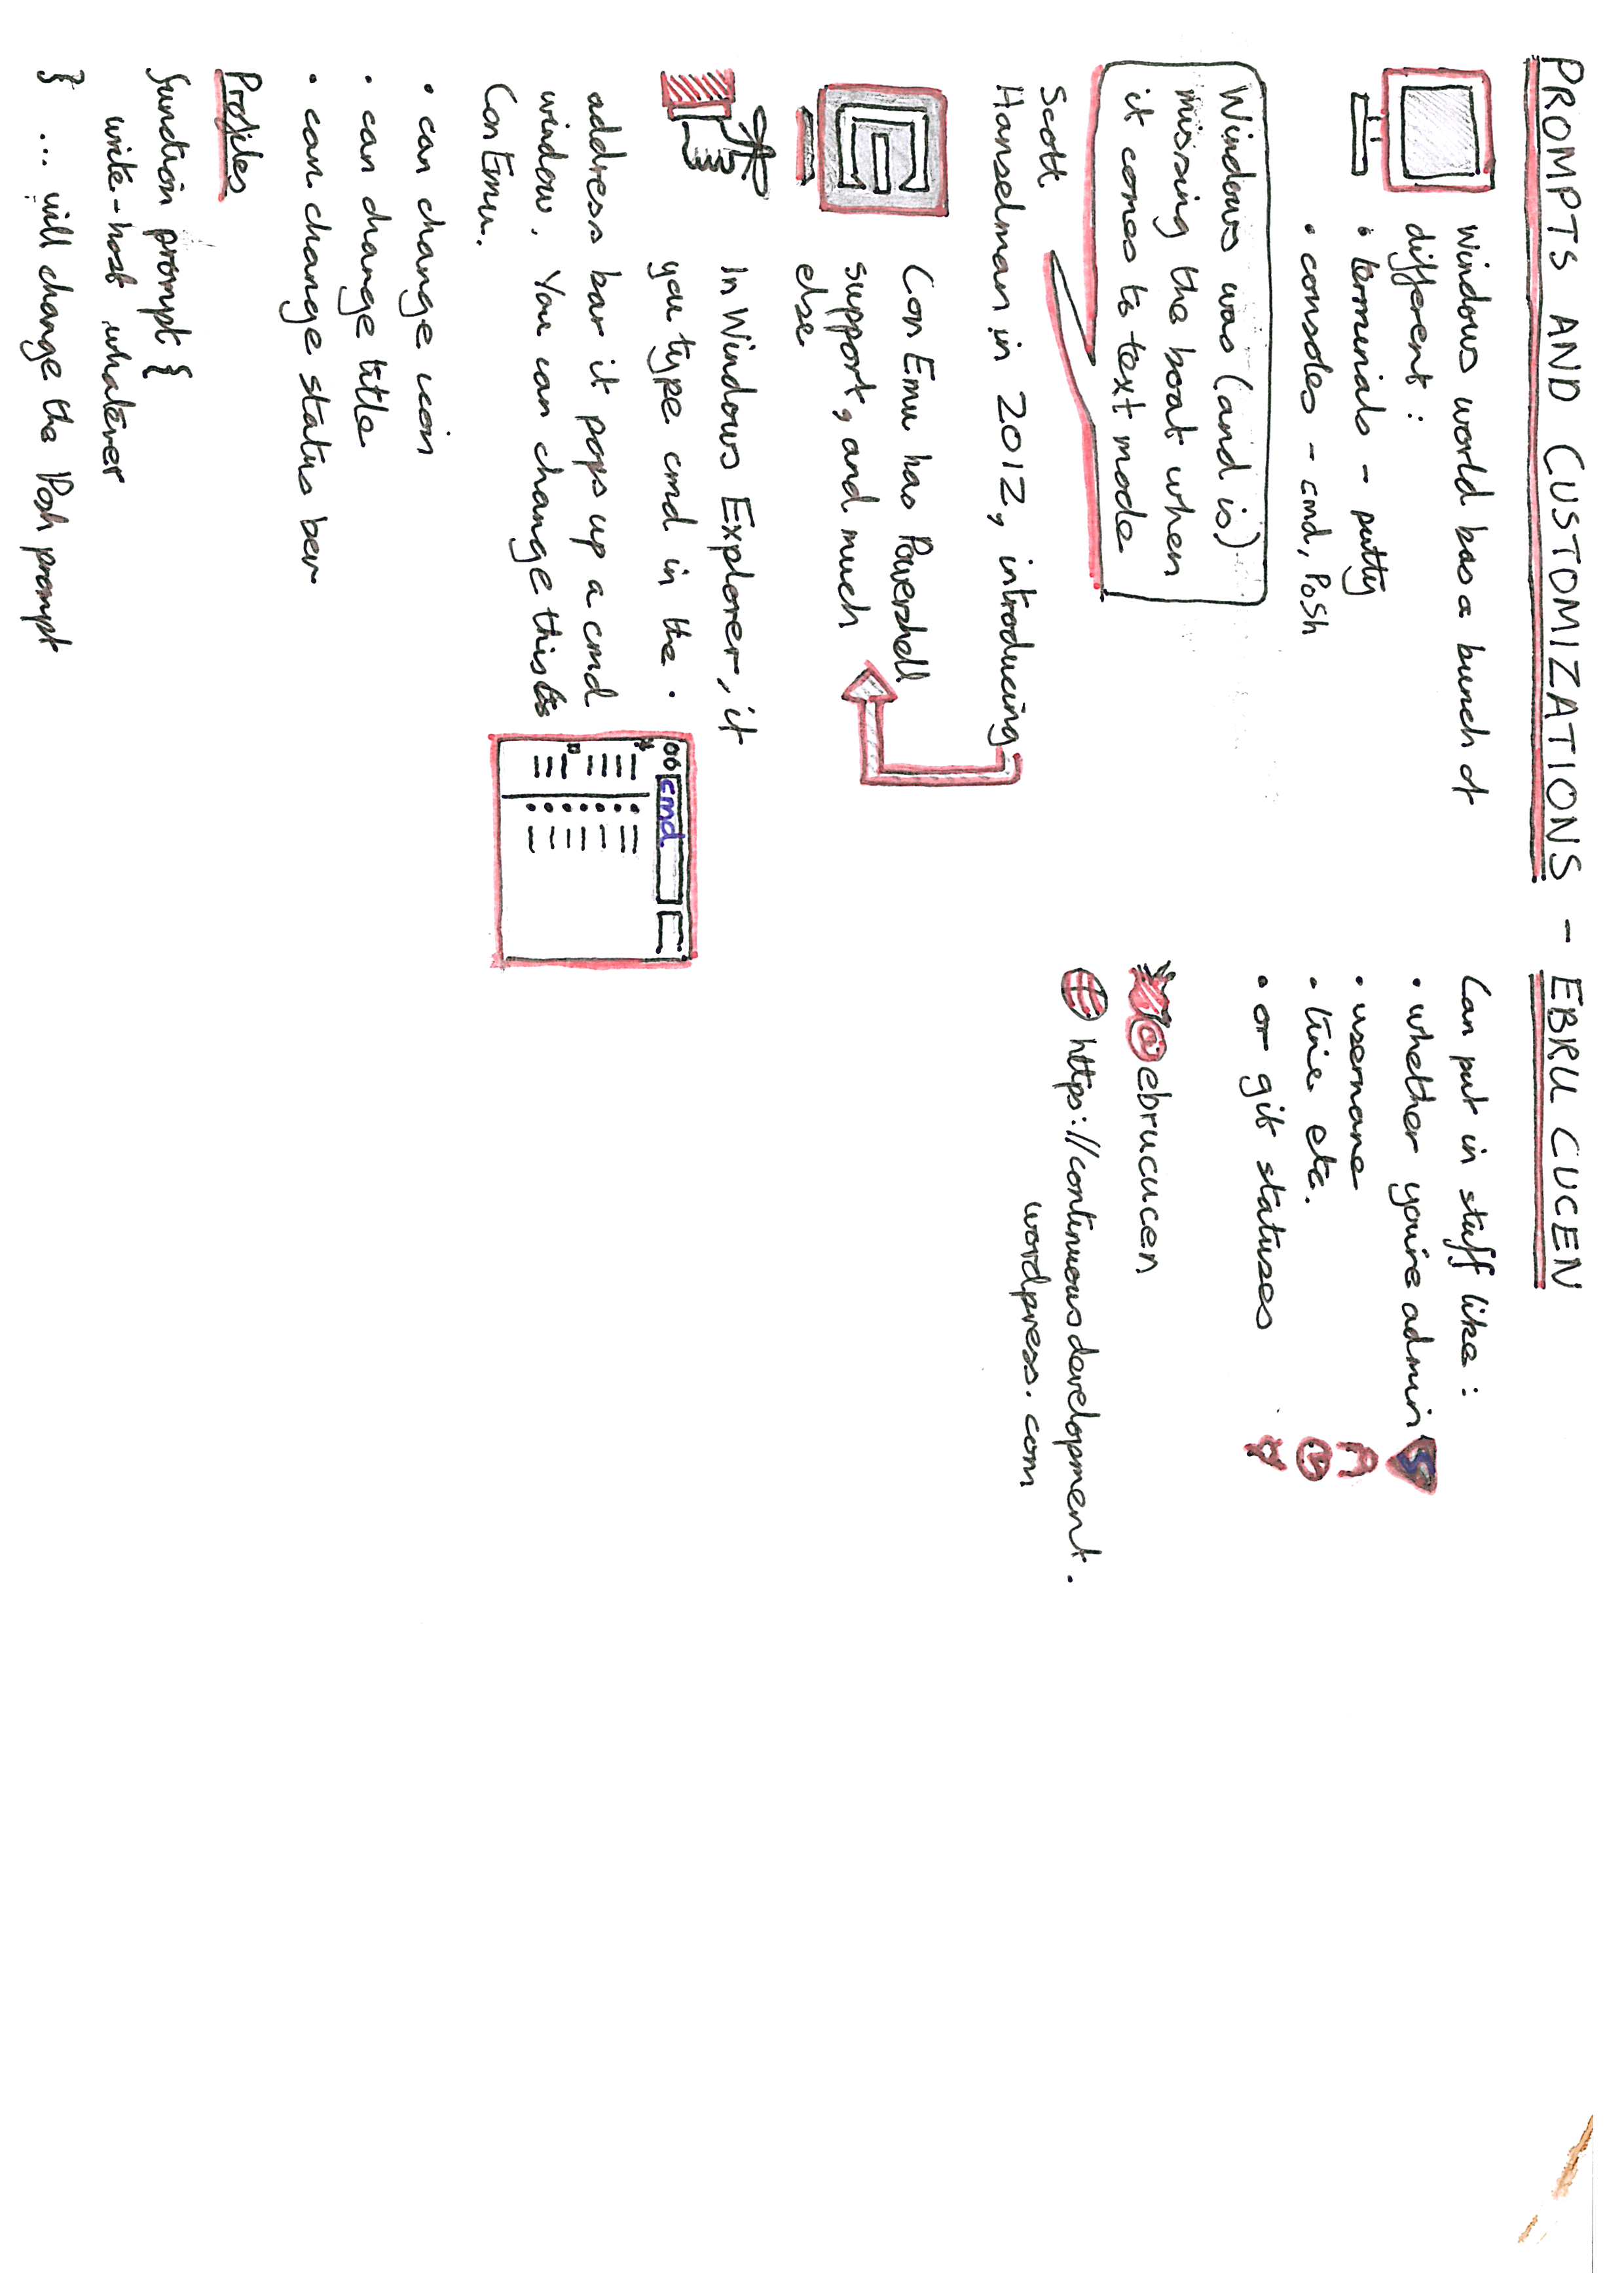 PROMPTS AND CUSTOMIZATIONS - EBRU CUCEN
Windows world has a bunch of
different :
• terminals - putty
• consoles - cmd, PoSh
Windows was (and is)
missing the boat when
it comes to text mode
Scott
Hanselman in 2012, introducing
ConEmu has Powershell
support, and much
else
In Windows Explorer, if
you type cmd in the
cmd
address bar it pops up a cmd
window. You can change this to
ConEmu.
• can change icon
• can change title
• can change status bar
Profiles
function prompt {
write-host whatever
} ... will change the Posh prompt
Can put in stuff like :
• whether you're admin
S
• username
• time etc.
• or git statuses
@ebrucucen
https://continuousdevelopment.
wordpress.com